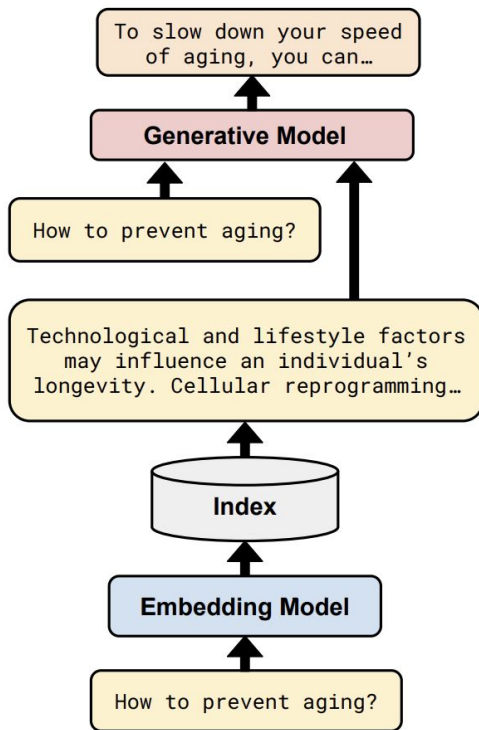 To slow down your speed
of aging, you can…
Generative Model
How to prevent aging?
Technological and lifestyle factors
may influence an individual's
longevity. Cellular reprogramming…
Index
Embedding Model
How to prevent aging?